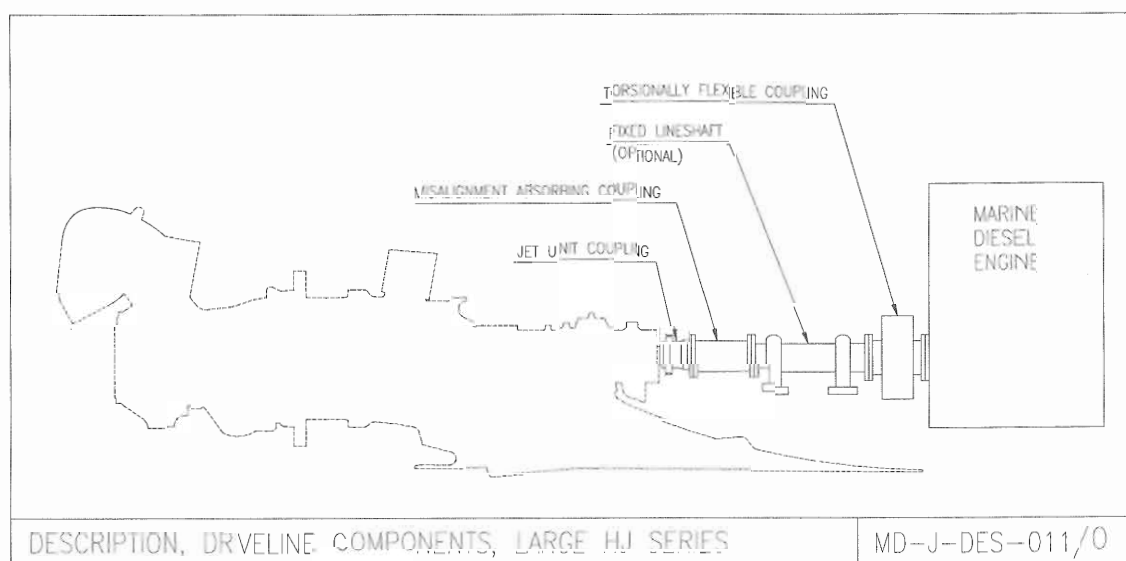 TORSIONALLY FLEXIBLE COUPLING
FIXED LINESHAFT
(OPTIONAL)
MISALIGNMENT ABSORBING COUPLING
JET UNIT COUPLING
MARINE
DIESEL
ENGINE
DESCRIPTION, DRVELINE COMPONENTS, LARGE HJ SERIES
MD-J-DES-011/0